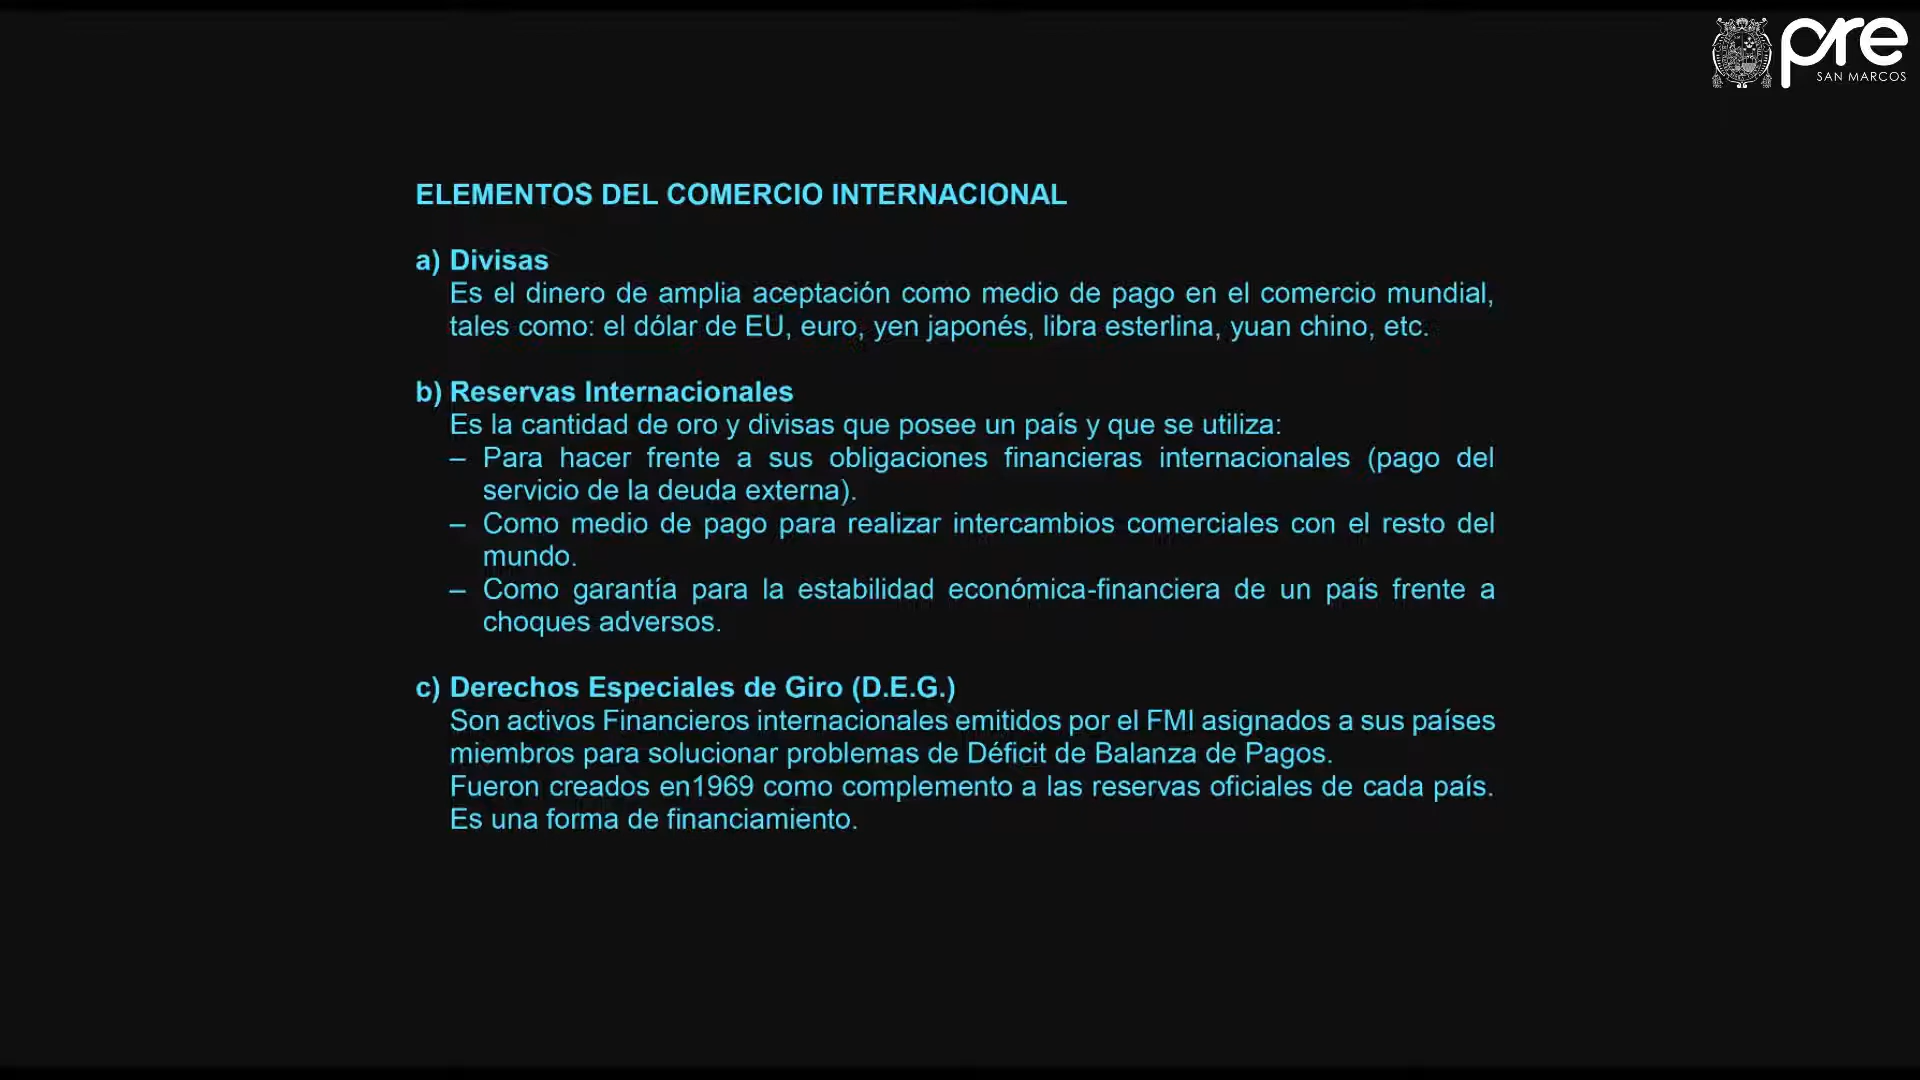 pre
SAN MARCOS
ELEMENTOS DEL COMERCIO INTERNACIONAL
a) Divisas
Es el dinero de amplia aceptación como medio de pago en el comercio mundial,
tales como: el dólar de EU, euro, yen japonés, libra esterlina, yuan chino, etc.
b) Reservas Internacionales
Es la cantidad de oro y divisas que posee un país y que se utiliza:
– Para hacer frente a sus obligaciones financieras internacionales (pago del
servicio de la deuda externa).
– Como medio de pago para realizar intercambios comerciales con el resto del
mundo.
– Como garantía para la estabilidad económica-financiera de un país frente a
choques adversos.
c) Derechos Especiales de Giro (D.E.G.)
Son activos Financieros internacionales emitidos por el FMI asignados a sus países
miembros para solucionar problemas de Déficit de Balanza de Pagos.
Fueron creados en1969 como complemento a las reservas oficiales de cada país.
Es una forma de financiamiento.